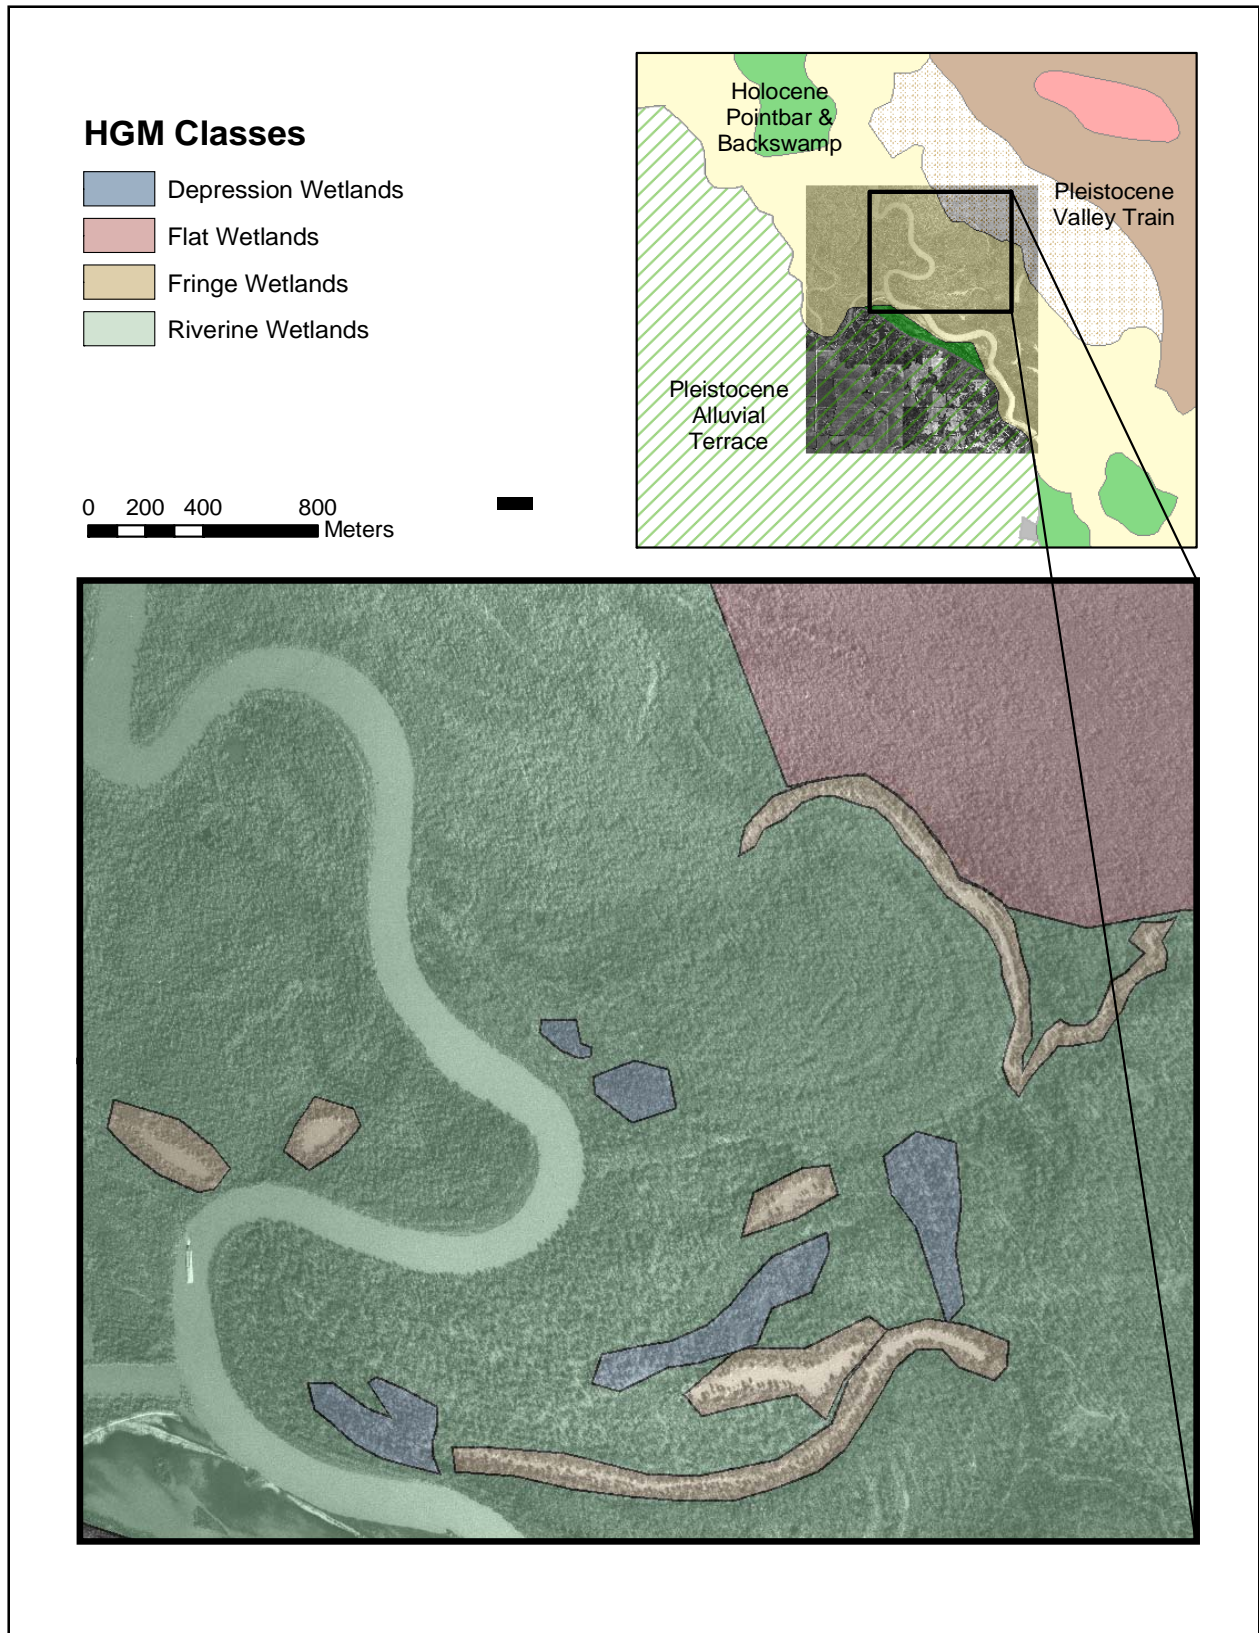 HGM Classes
Depression Wetlands
Flat Wetlands
Fringe Wetlands
Riverine Wetlands
0 200 400 800
Meters
Holocene
Pointbar &
Backswamp
Pleistocene
Valley Train
Pleistocene
Alluvial
Terrace